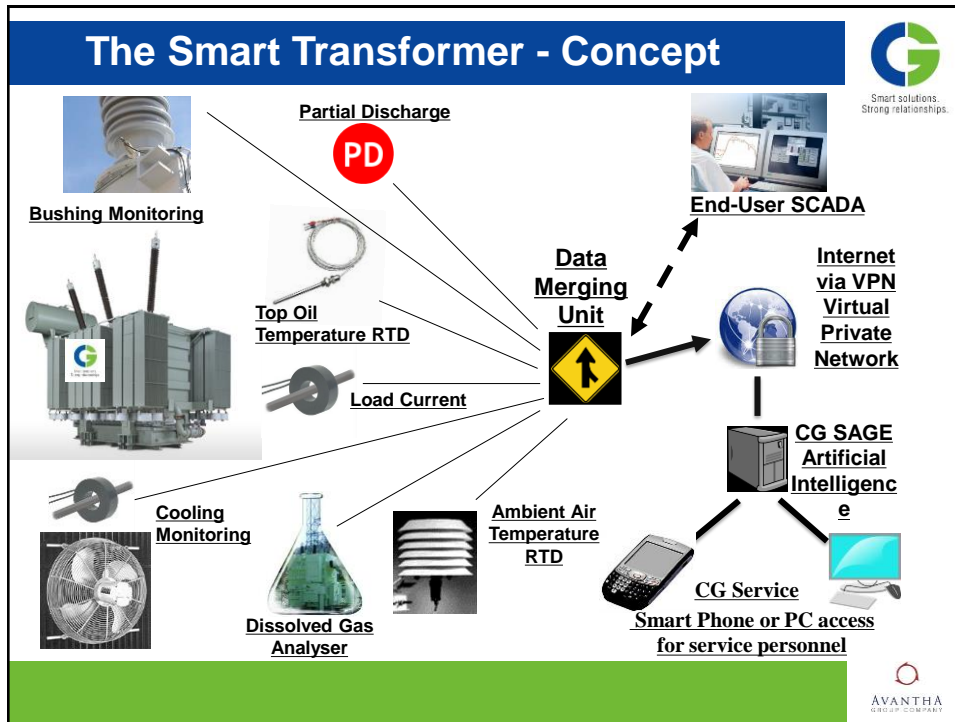 The Smart Transformer - Concept
Smart solutions.
Strong relationships.
Partial Discharge
PD
Bushing Monitoring
End-User SCADA
Data
Merging
Unit
Internet
via VPN
Virtual
Private
Network
Top Oil
Temperature RTD
Load Current
CG SAGE
Artificial
Intelligenc
e
Cooling
Monitoring
Ambient Air
Temperature
RTD
Dissolved Gas
Analyser
CG Service
Smart Phone or PC access
for service personnel
AVANTHA
GROUP COMPANY